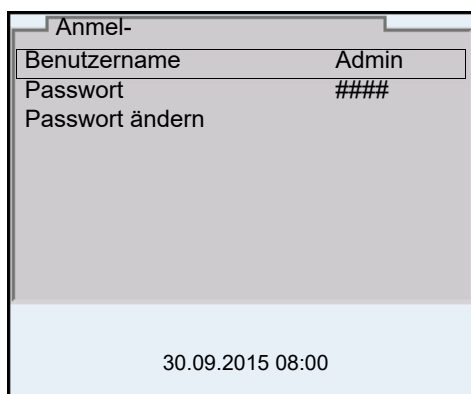 Anmel-
Benutzername Admin
Passwort ####
Passwort ändern
30.09.2015 08:00